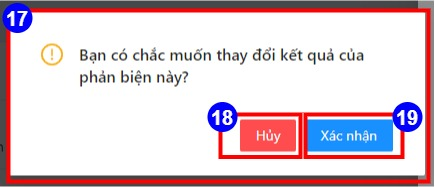 17
Bạn có chắc muốn thay đổi kết quả của
phản biện này?
18
19
Hủy
Xác nhận